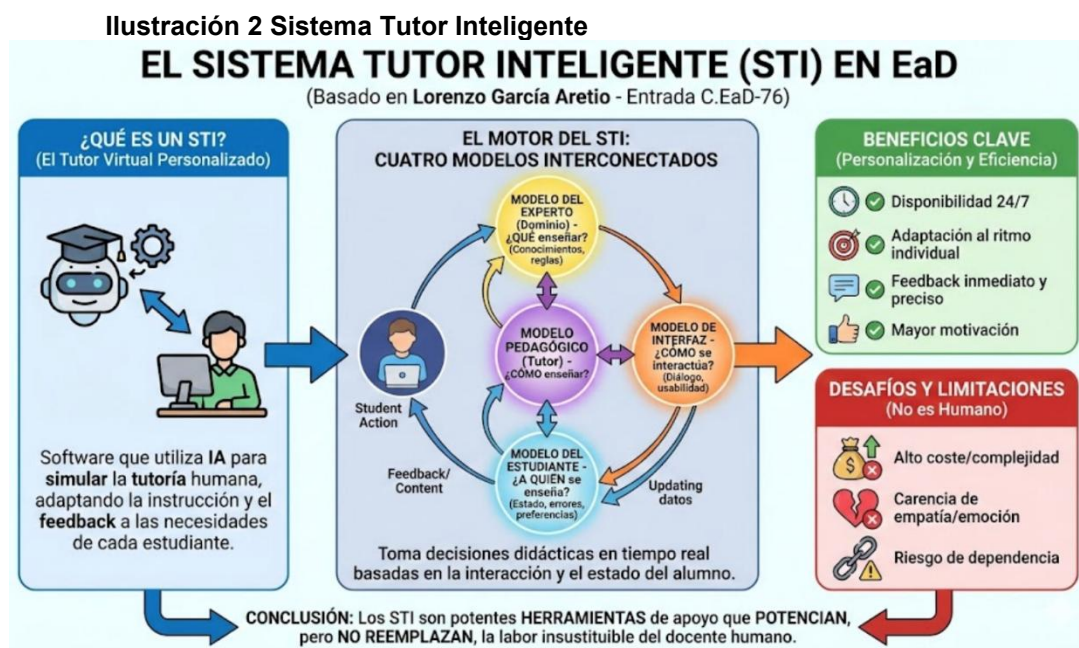 Ilustración 2 Sistema Tutor Inteligente
EL SISTEMA TUTOR INTELIGENTE (STI) EN EaD
(Basado en Lorenzo García Aretio - Entrada C.EaD-76)
¿QUÉ ES UN STI?
(El Tutor Virtual Personalizado)
Software que utiliza IA para
simular la tutoría humana,
adaptando la instrucción y el
feedback a las necesidades
de cada estudiante.
EL MOTOR DEL STI:
CUATRO MODELOS INTERCONECTADOS
MODELO DEL
EXPERTO
(Dominio) -
¿QUÉ enseñar?
(Conocimientos,
reglas)
MODELO
PEDAGÓGICO
(Tutor) -
¿CÓMO enseñar?
MODELO DE
INTERFAZ -
¿CÓMO se
interactúa?
(Diálogo,
usabilidad)
Student
Action
MODELO DEL
ESTUDIANTE -
¿A QUIÉN se
enseña?
(Estado, errores,
preferencias)
Feedback/
Content
Updating
datos
Toma decisiones didácticas en tiempo real
basadas en la interacción y el estado del alumno.
BENEFICIOS CLAVE
(Personalización y Eficiencia)
Disponibilidad 24/7
Adaptación al ritmo
individual
Feedback inmediato y
preciso
Mayor motivación
DESAFÍOS Y LIMITACIONES
(No es Humano)
$
Alto coste/complejidad
Carencia de
empatía/emoción
Riesgo de dependencia
CONCLUSIÓN: Los STI son potentes HERRAMIENTAS de apoyo que POTENCIAN,
pero NO REEMPLAZAN, la labor insustituible del docente humano.